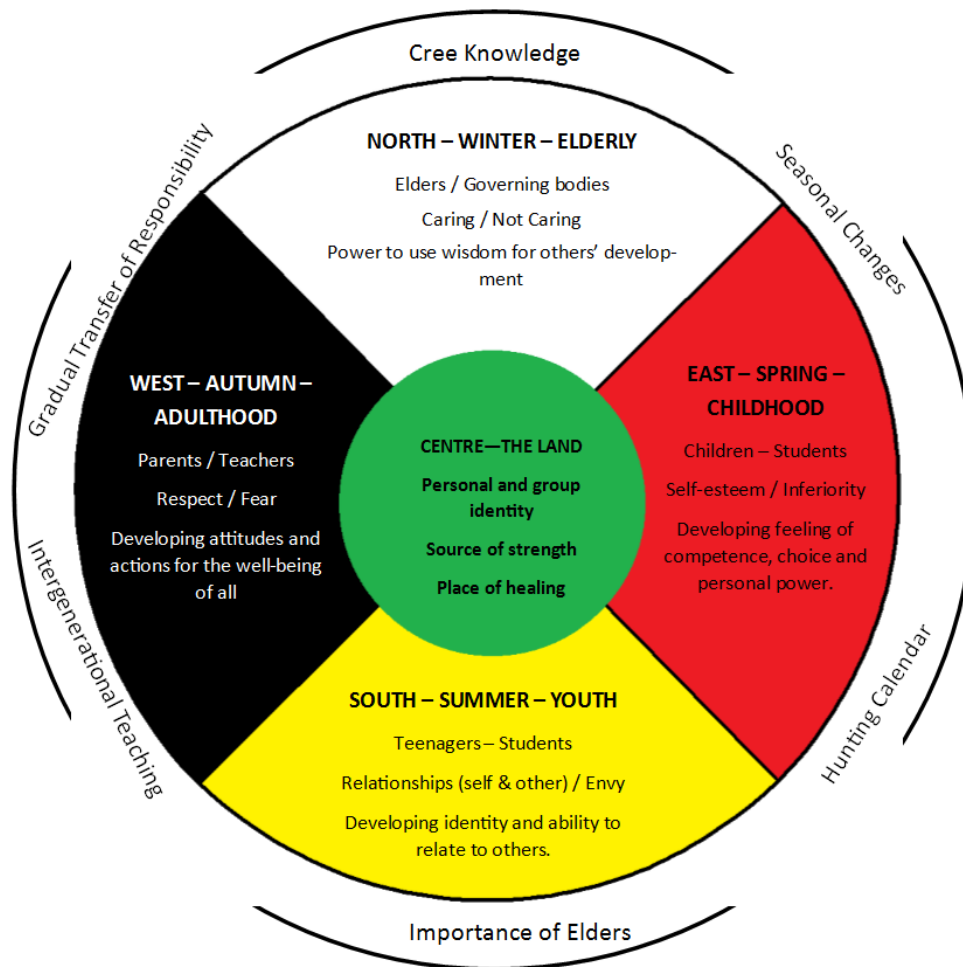 Cree Knowledge
Gradual Transfer of Responsibility
Seasonal Changes
NORTH – WINTER – ELDERLY
Elders / Governing bodies
Caring / Not Caring
Power to use wisdom for others’ develop-
ment
WEST – AUTUMN –
ADULTHOOD
Parents / Teachers
Respect / Fear
Developing attitudes and
actions for the well-being
of all
CENTRE—THE LAND
Personal and group
identity
Source of strength
Place of healing
EAST – SPRING –
CHILDHOOD
Children – Students
Self-esteem / Inferiority
Developing feeling of
competence, choice and
personal power.
SOUTH – SUMMER – YOUTH
Teenagers – Students
Relationships (self & other) / Envy
Developing identity and ability to
relate to others.
Intergenerational Teaching
Hunting Calendar
Importance of Elders